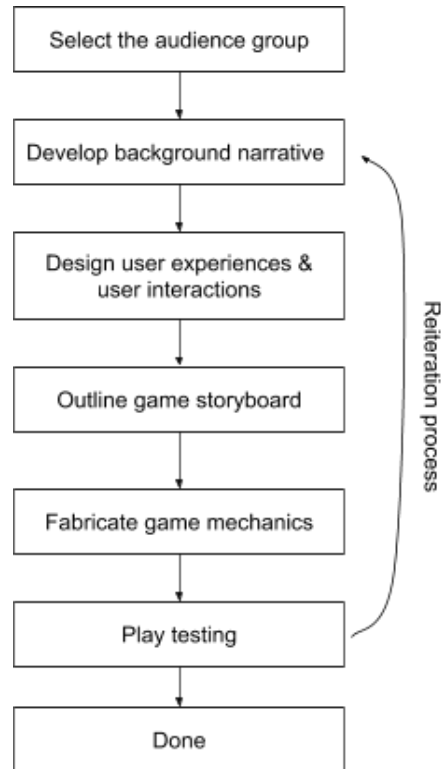 Select the audience group
Develop background narrative
Design user experiences &
user interactions
Outline game storyboard
Fabricate game mechanics
Play testing
Done
Reiteration process